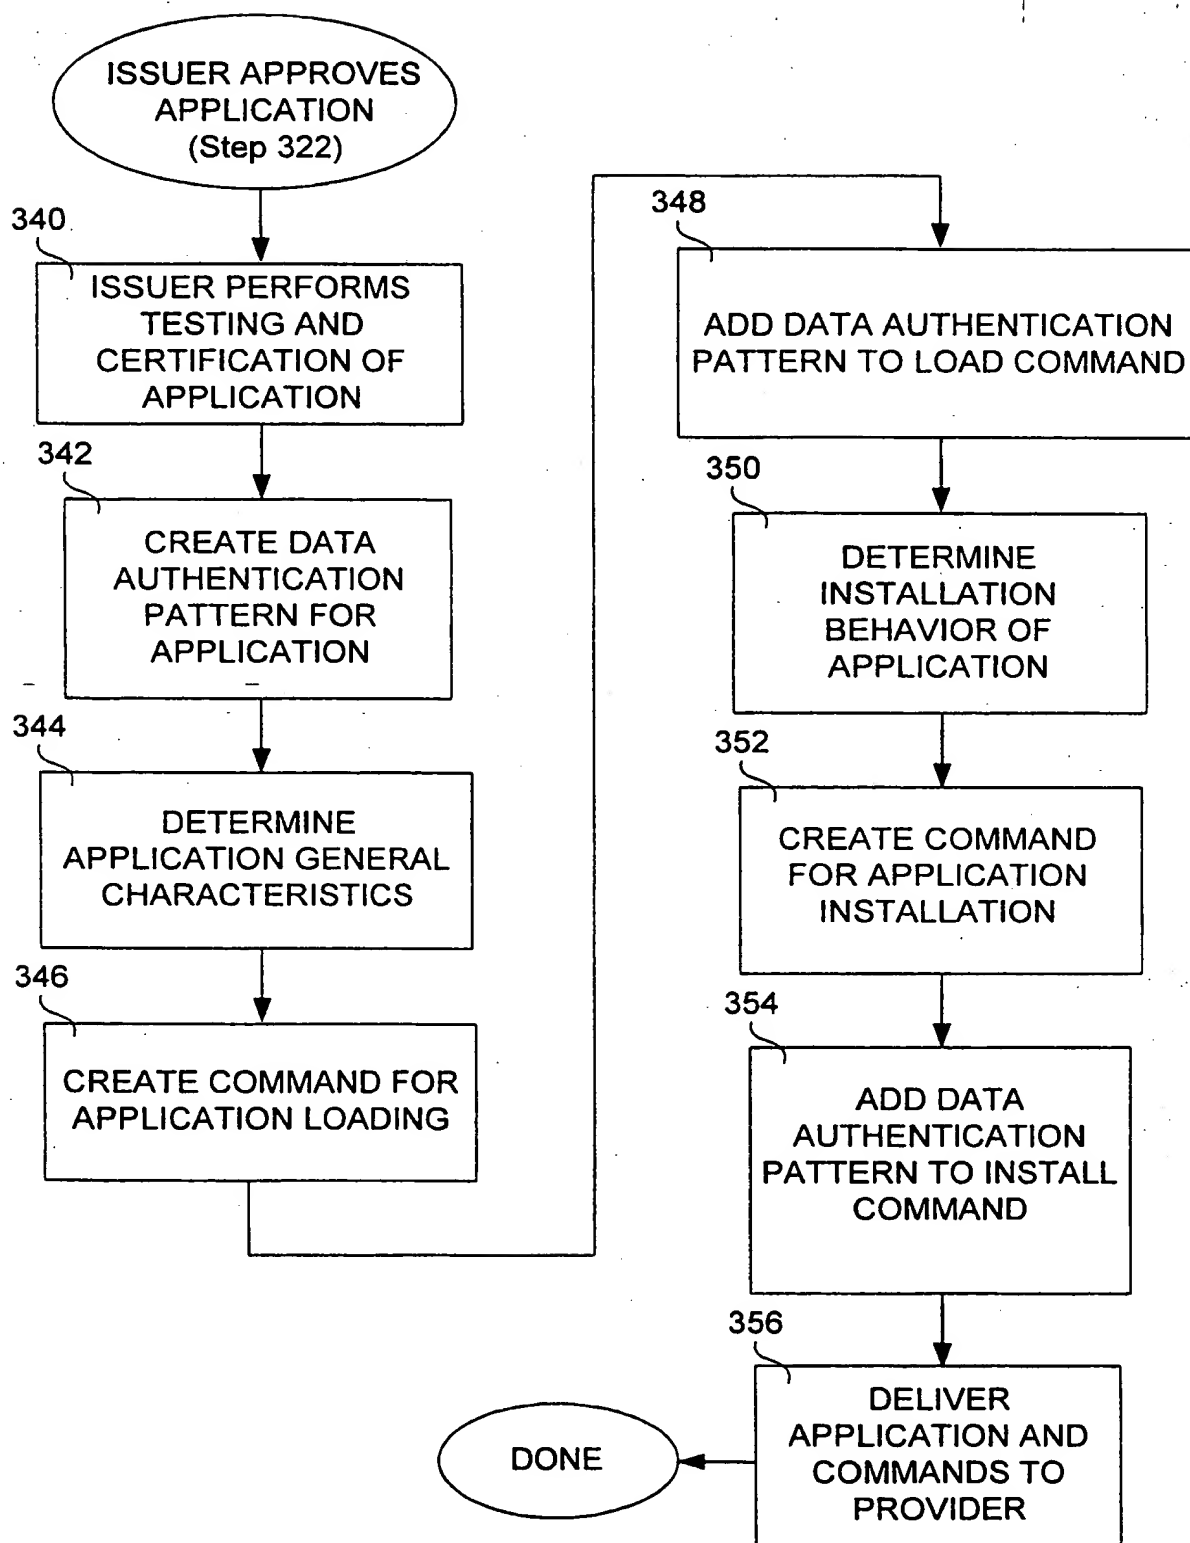 ISSUER APPROVES
APPLICATION
(Step 322)
340
ISSUER PERFORMS
TESTING AND
CERTIFICATION OF
APPLICATION
342
CREATE DATA
AUTHENTICATION
PATTERN FOR
APPLICATION
344
DETERMINE
APPLICATION GENERAL
CHARACTERISTICS
346
CREATE COMMAND FOR
APPLICATION LOADING
348
ADD DATA AUTHENTICATION
PATTERN TO LOAD COMMAND
350
DETERMINE
INSTALLATION
BEHAVIOR OF
APPLICATION
352
CREATE COMMAND
FOR APPLICATION
INSTALLATION
354
ADD DATA
AUTHENTICATION
PATTERN TO INSTALL
COMMAND
356
DELIVER
APPLICATION AND
COMMANDS TO
PROVIDER
DONE